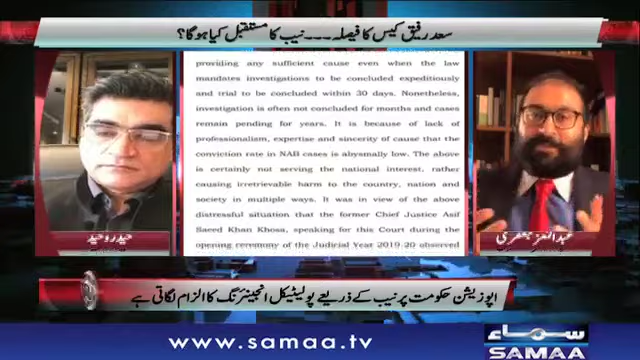 سعد رفیق کیس کا فیصلہ ۔۔۔ نیب کا مستقبل کیا ہوگا؟
providing any sufficient cause even when the law
mandates investigations to be concluded expeditiously
and trial to be concluded within 30 days. Nonetheless,
investigation is often not concluded for months and cases
remain pending for years. It is because of lack of
professionalism, expertise and sincerity of cause that the
conviction rate in NAB cases is abysmally low. The above
is certainly not serving the national interest, rather
causing irretrievable harm to the country, nation and
society in multiple ways. It was in view of the above
distressful situation that the former Chief Justice Asif
Saeed Khan Khosa, speaking for this Court during the
opening ceremony of the Judicial Year 2019-20 observed
حیدر وحید
عبدالمعز جعفری
اپوزیشن حکومت پر نیب کے ذریعے پولیٹیکل انجینئرنگ کا الزام لگاتی ہے
www.samaa.tv
سماء
SAMAA